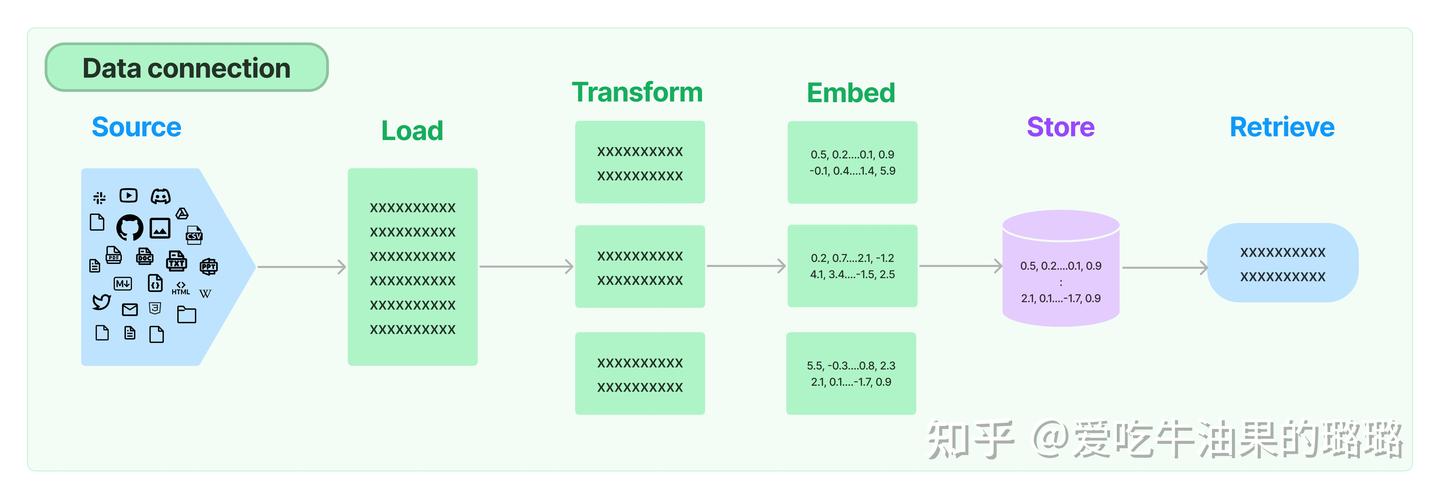 Data connection
Source
Load
Transform
Embed
Store
Retrieve
CSV
DOC
TXT
PPT
M
HTML
W
XXXXXXXXXX
XXXXXXXXXX
XXXXXXXXXX
XXXXXXXXXX
XXXXXXXXXX
XXXXXXXXXX
XXXXXXXXXX
XXXXXXXXXX
XXXXXXXXXX
XXXXXXXXXX
XXXXXXXXXX
XXXXXXXXXX
0.5, 0.2....0.1, 0.9
-0.1, 0.4....1.4, 5.9
0.2, 0.7....2.1, -1.2
4.1, 3.4....-1.5, 2.5
5.5, -0.3....0.8, 2.3
2.1, 0.1....-1.7, 0.9
0.5, 0.2....0.1, 0.9
:
2.1, 0.1....-1.7, 0.9
XXXXXXXXXX
XXXXXXXXXX
知乎 @爱吃牛油果的璐璐